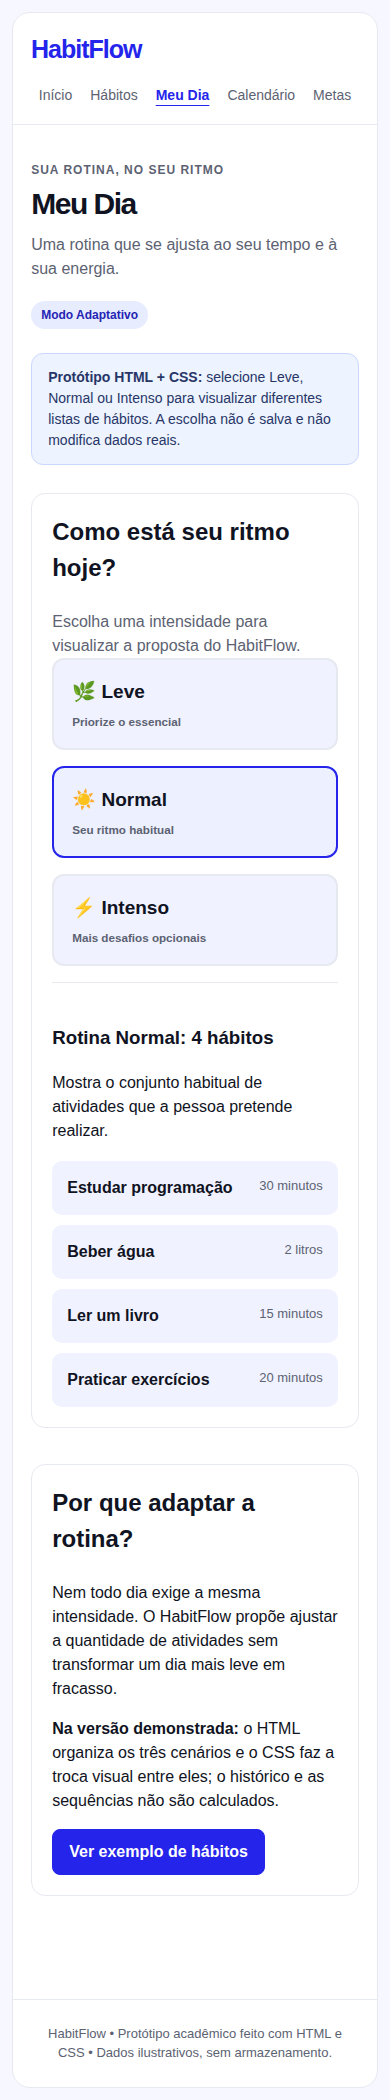 HabitFlow
Início Hábitos Meu Dia Calendário Metas
SUA ROTINA, NO SEU RITMO
Meu Dia
Uma rotina que se ajusta ao seu tempo e à
sua energia.
Modo Adaptativo
Protótipo HTML + CSS: selecione Leve,
Normal ou Intenso para visualizar diferentes
listas de hábitos. A escolha não é salva e não
modifica dados reais.
Como está seu ritmo
hoje?
Escolha uma intensidade para
visualizar a proposta do HabitFlow.
🌿 Leve
Priorize o essencial
☀️ Normal
Seu ritmo habitual
⚡ Intenso
Mais desafios opcionais
Rotina Normal: 4 hábitos
Mostra o conjunto habitual de
atividades que a pessoa pretende
realizar.
Estudar programação 30 minutos
Beber água 2 litros
Ler um livro 15 minutos
Praticar exercícios 20 minutos
Por que adaptar a
rotina?
Nem todo dia exige a mesma
intensidade. O HabitFlow propõe ajustar
a quantidade de atividades sem
transformar um dia mais leve em
fracasso.
Na versão demonstrada: o HTML
organiza os três cenários e o CSS faz a
troca visual entre eles; o histórico e as
sequências não são calculados.
Ver exemplo de hábitos
HabitFlow • Protótipo acadêmico feito com HTML e
CSS • Dados ilustrativos, sem armazenamento.